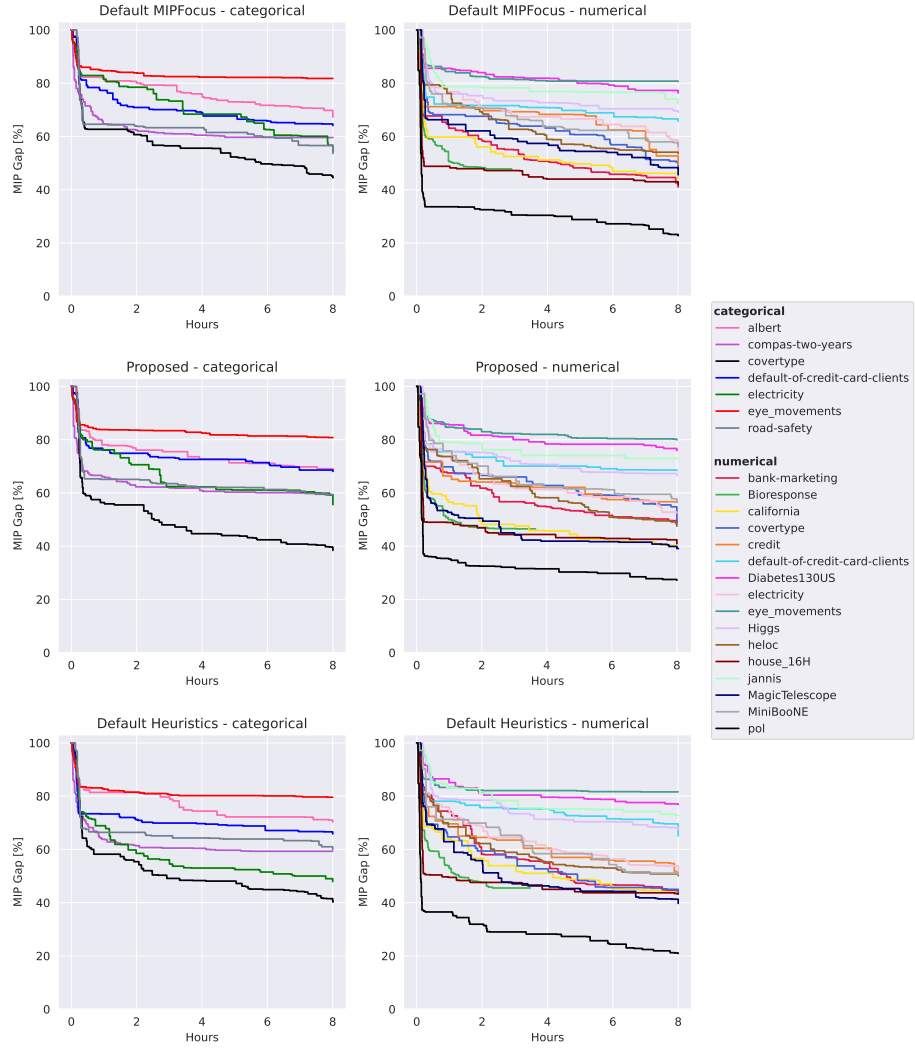 Default MIPFocus - categorical
MIP Gap [%]
100
80
60
40
20
0
0 2 4 6 8
Hours
Default MIPFocus - numerical
MIP Gap [%]
100
80
60
40
20
0
0 2 4 6 8
Hours
Proposed - categorical
MIP Gap [%]
100
80
60
40
20
0
0 2 4 6 8
Hours
Proposed - numerical
MIP Gap [%]
100
80
60
40
20
0
0 2 4 6 8
Hours
Default Heuristics - categorical
MIP Gap [%]
100
80
60
40
20
0
0 2 4 6 8
Hours
Default Heuristics - numerical
MIP Gap [%]
100
80
60
40
20
0
0 2 4 6 8
Hours
categorical
albert
compas-two-years
covertype
default-of-credit-card-clients
electricity
eye_movements
road-safety
numerical
bank-marketing
Bioresponse
california
covertype
credit
default-of-credit-card-clients
Diabetes130US
electricity
eye_movements
Higgs
heloc
house_16H
jannis
MagicTelescope
MiniBooNE
pol